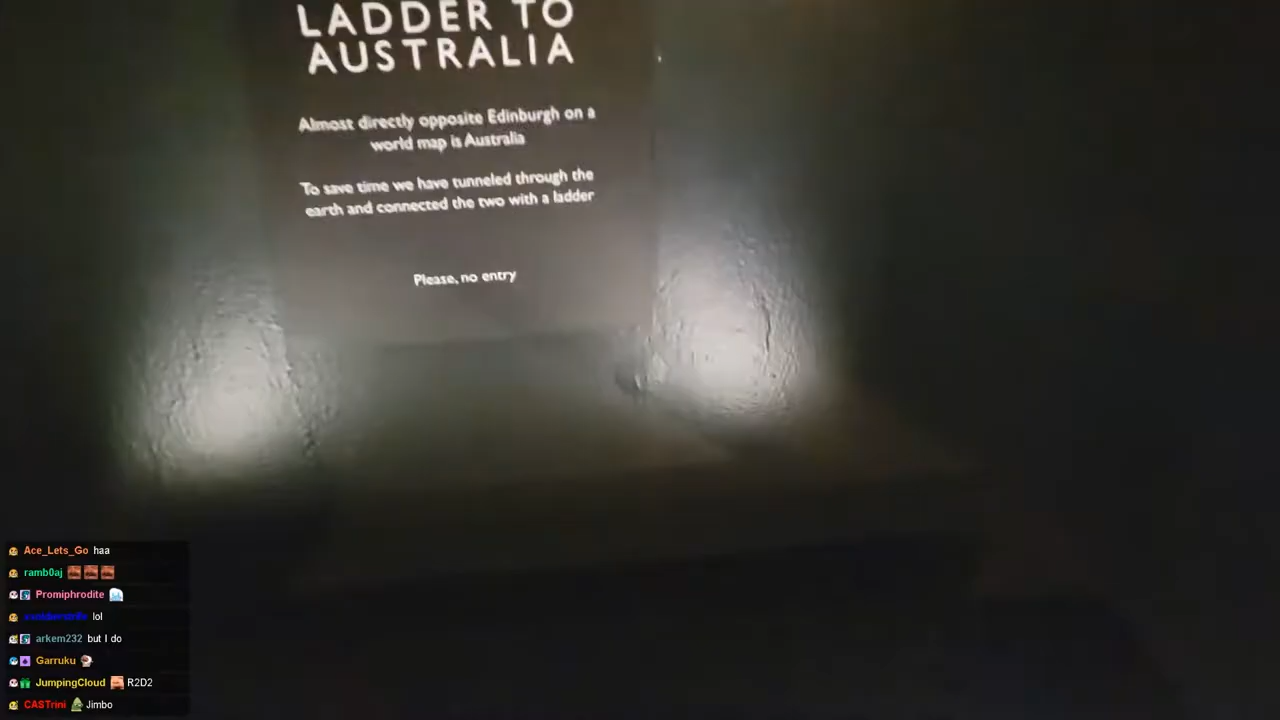 LADDER TO
AUSTRALIA
Almost directly opposite Edinburgh on a
world map is Australia
To save time we have tunneled through the
earth and connected the two with a ladder
Please, no entry
Ace_Lets_Go haa
ramb0aj
Promiphrodite
lol
arkem232 but I do
Garruku
JumpingCloud R2D2
CASTrini Jimbo